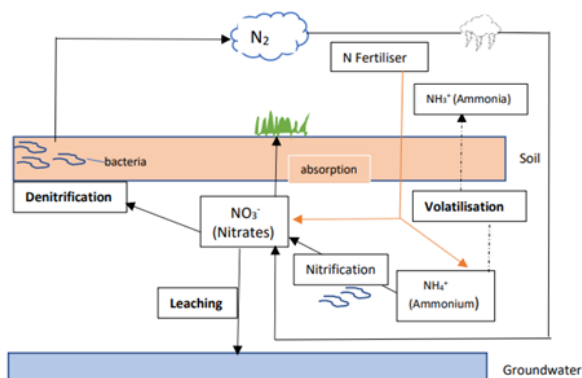 N₂
N Fertiliser
NH₃⁺ (Ammonia)
bacteria
Soil
absorption
Denitrification
NO₃⁻
(Nitrates)
Volatilisation
Nitrification
NH₄⁺
(Ammonium)
Leaching
Groundwater